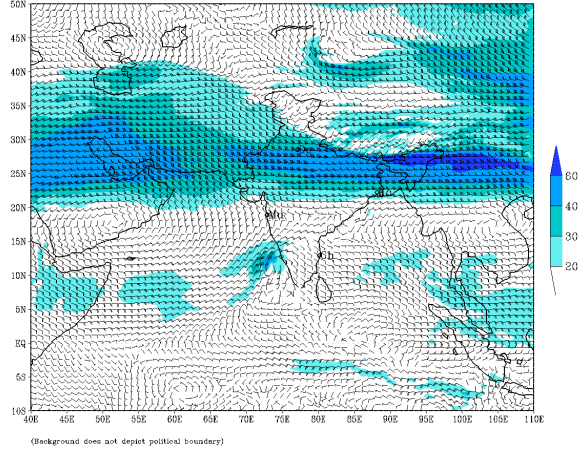 50N
45N
40N
35N
30N
25N
20N
15N
10N
5N
EQ
5S
10S
Mu
Ch
40E 45E 50E 55E 60E 65E 70E 75E 80E 85E 90E 95E 100E 105E 110E
60
40
30
20
(Background does not depict political boundary)